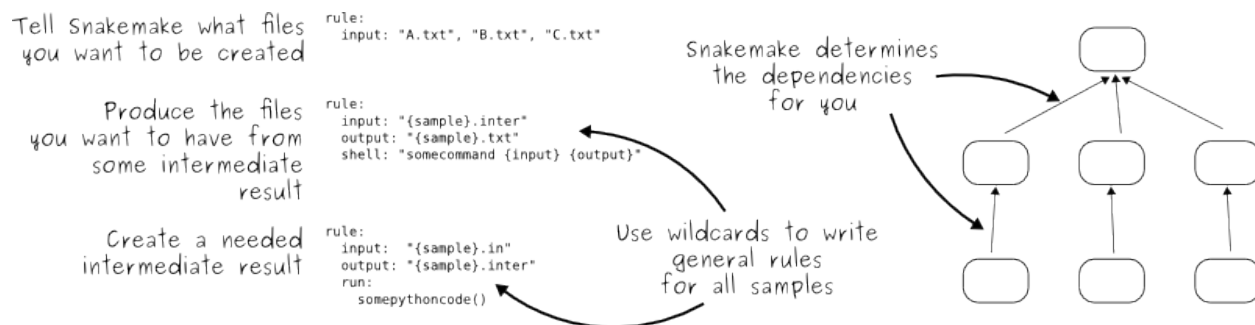 Tell Snakemake what files
you want to be created
rule:
  input: "A.txt", "B.txt", "C.txt"
Produce the files
you want to have from
some intermediate
result
rule:
  input: "{sample}.inter"
  output: "{sample}.txt"
  shell: "somecommand {input} {output}"
Create a needed
intermediate result
rule:
  input:  "{sample}.in"
  output: "{sample}.inter"
  run:
    somepythoncode()
Use wildcards to write
general rules
for all samples
Snakemake determines
the dependencies
for you